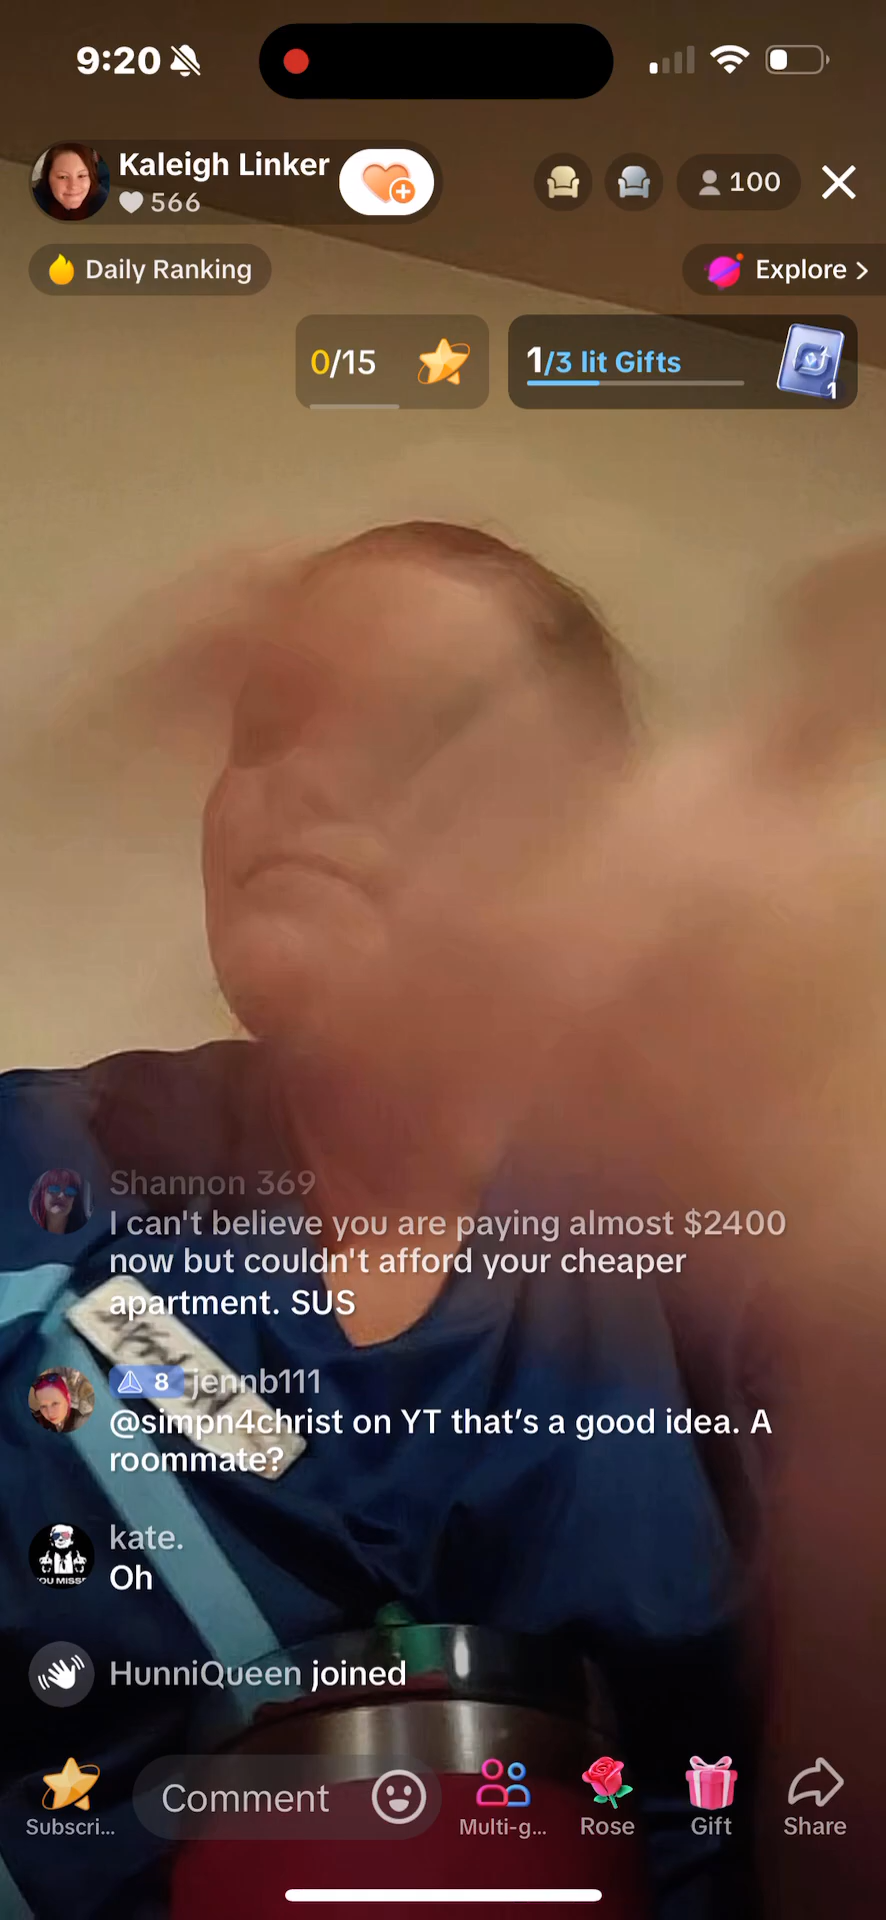 9:20
Kaleigh Linker
566
100
Daily Ranking
Explore >
0/15
1/3 lit Gifts
1
Shannon 369
I can't believe you are paying almost $2400
now but couldn't afford your cheaper
apartment. SUS
8 jennb111
@simpn4christ on YT that’s a good idea. A
roommate?
kate.
Oh
OU MISS
HunniQueen joined
Comment
Subscri...
Multi-g...
Rose
Gift
Share